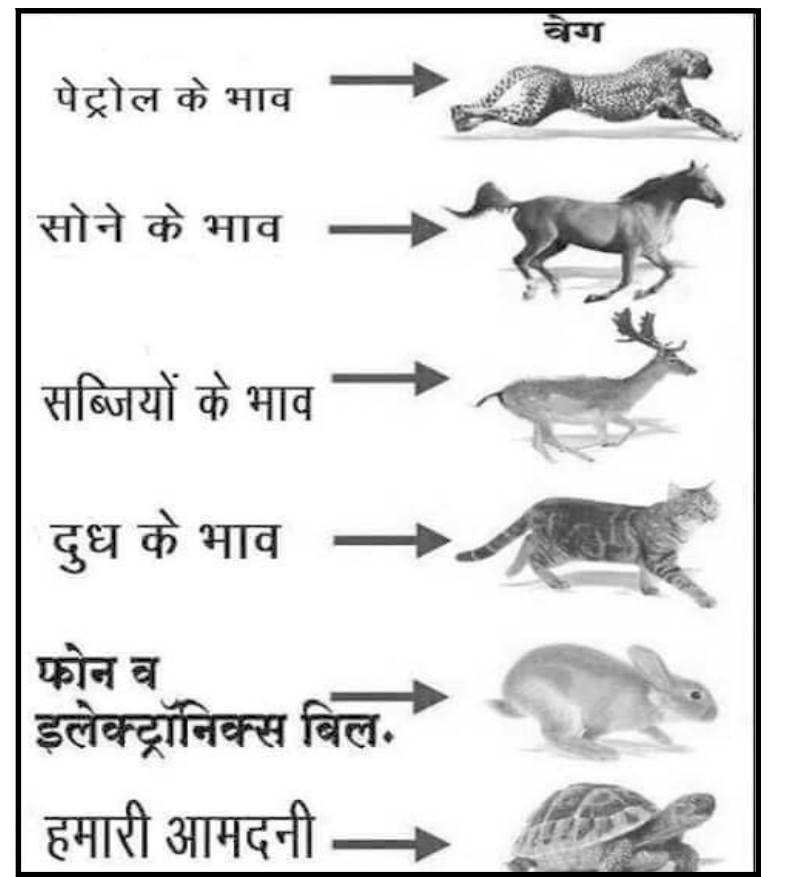 वेग
पेट्रोल के भाव
सोने के भाव
सब्जियों के भाव
दुध के भाव
फोन व
इलेक्ट्रॉनिक्स बिल.
हमारी आमदनी